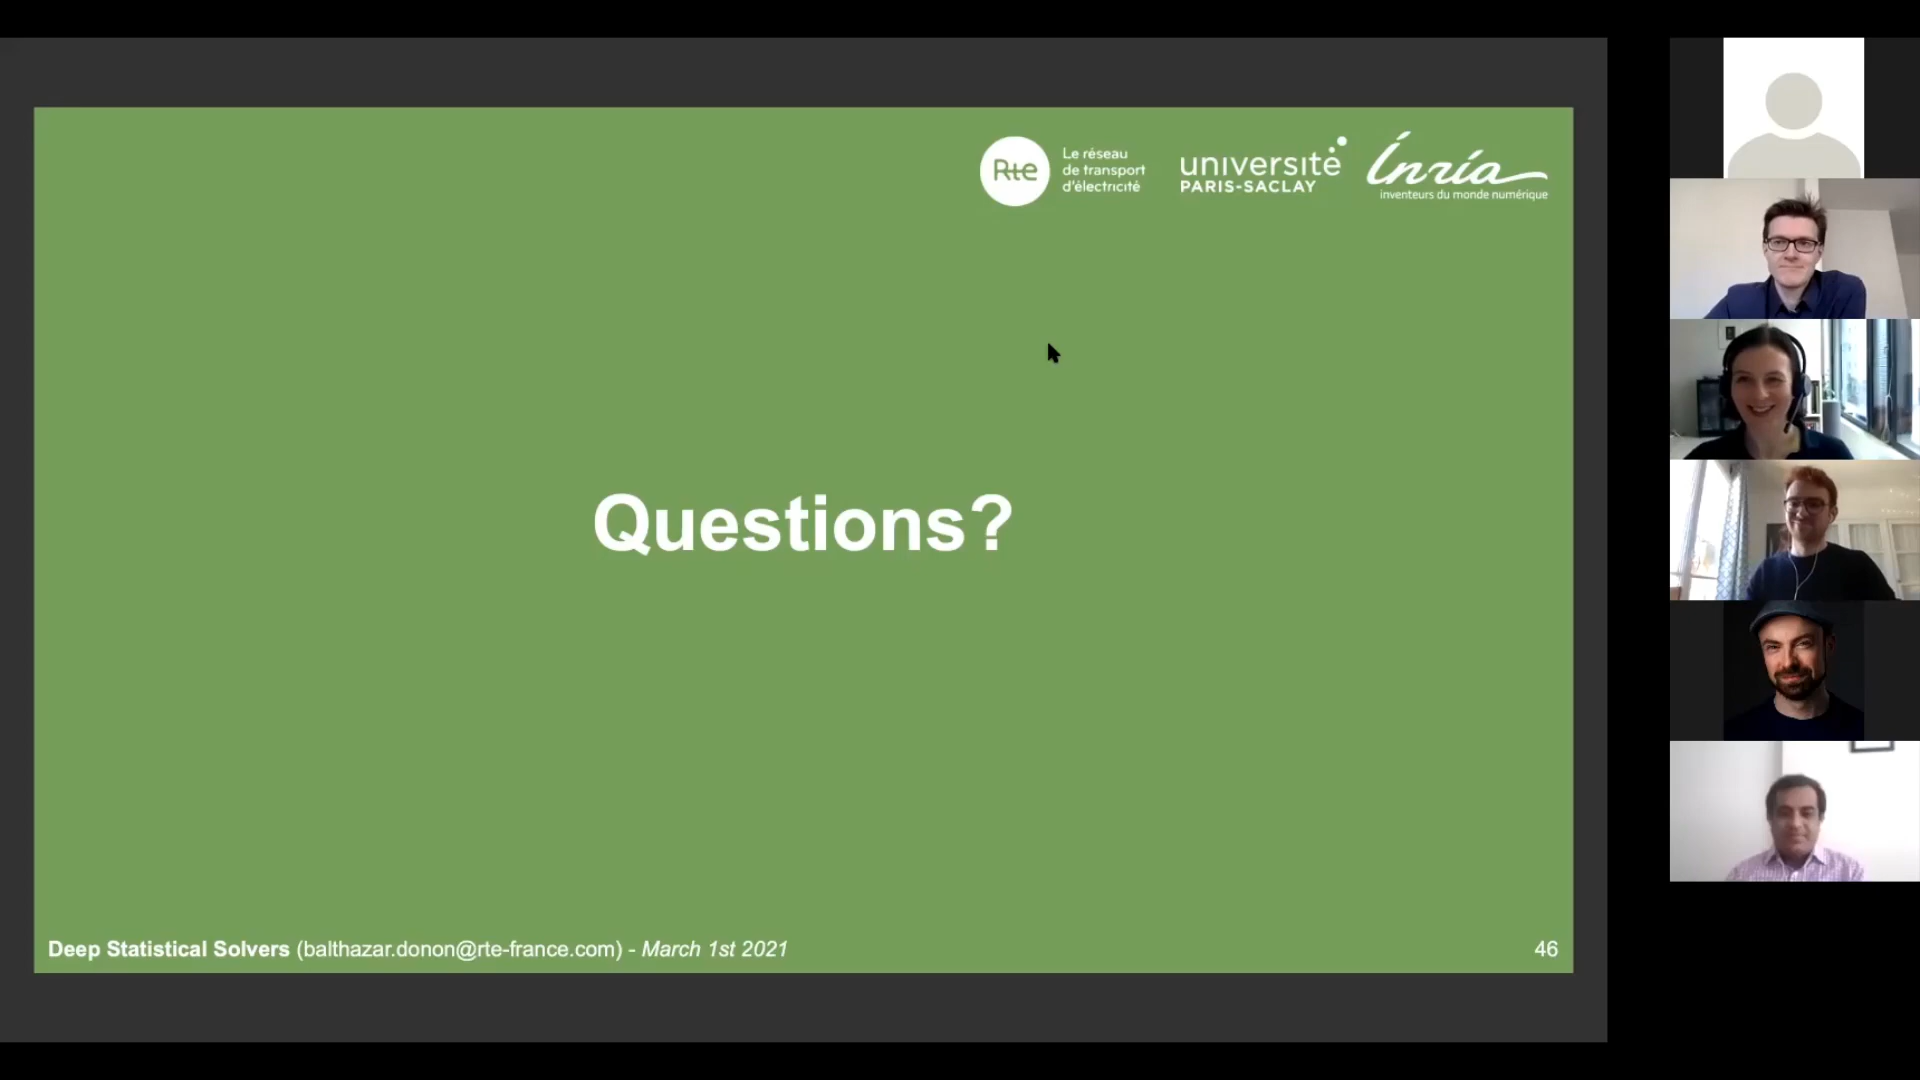 Rte
Le réseau
de transport
d'électricité
université
PARIS-SACLAY
Inría
inventeurs du monde numérique
Questions?
Deep Statistical Solvers (balthazar.donon@rte-france.com) - March 1st 2021
46